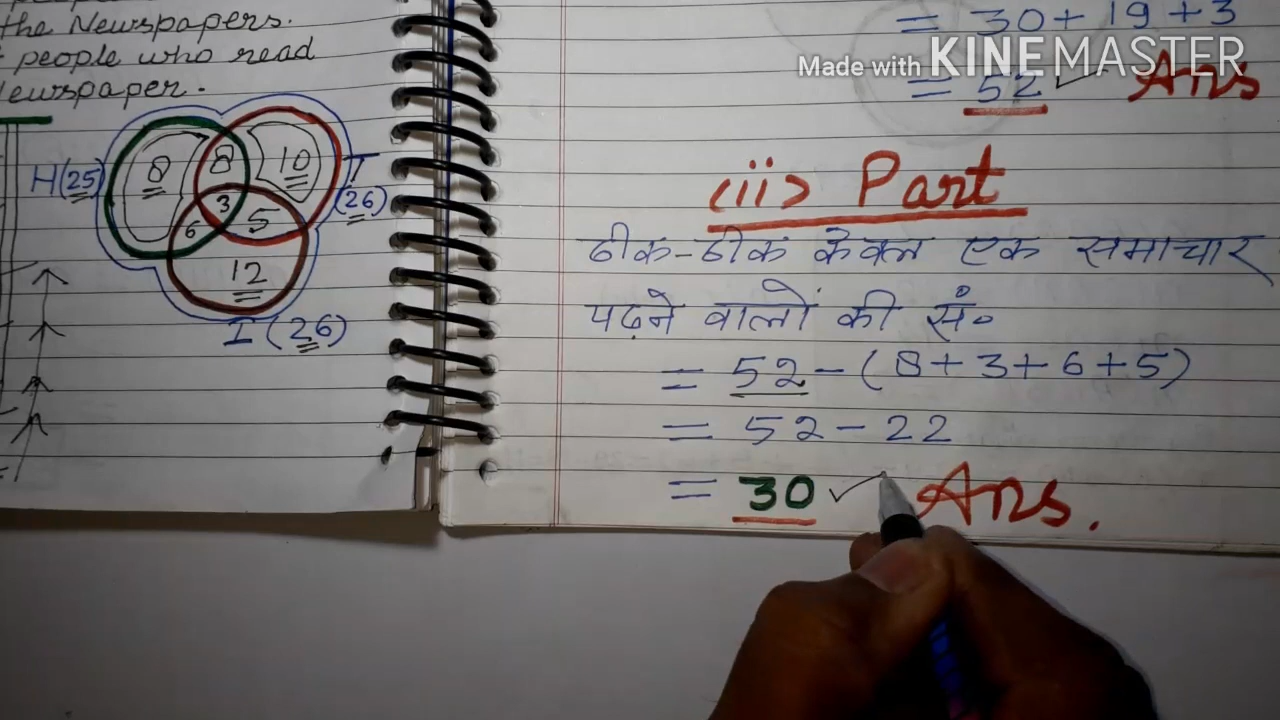 the Newspapers.
people who read
Newspaper.
H(25)
8
8
10
T
(26)
3
6
5
12
I(26)
= 30+19+3
Made with KINEMASTER
= 52 ✓ Ans
(ii) Part
ठीक-ठीक केवल एक समाचार
पढ़ने वालों की सं०
= 52-(8+3+6+5)
= 52-22
= 30 ✓ Ans.